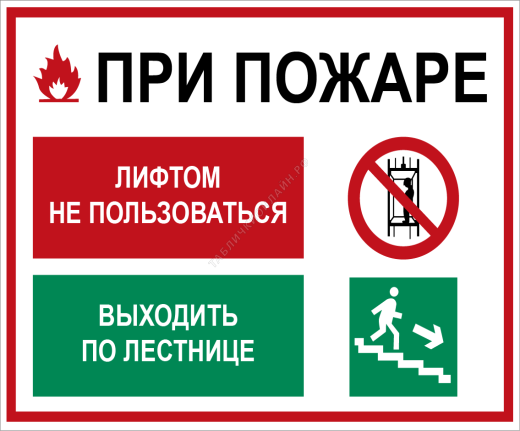 ПРИ ПОЖАРЕ
ЛИФТОМ
НЕ ПОЛЬЗОВАТЬСЯ
ВЫХОДИТЬ
ПО ЛЕСТНИЦЕ